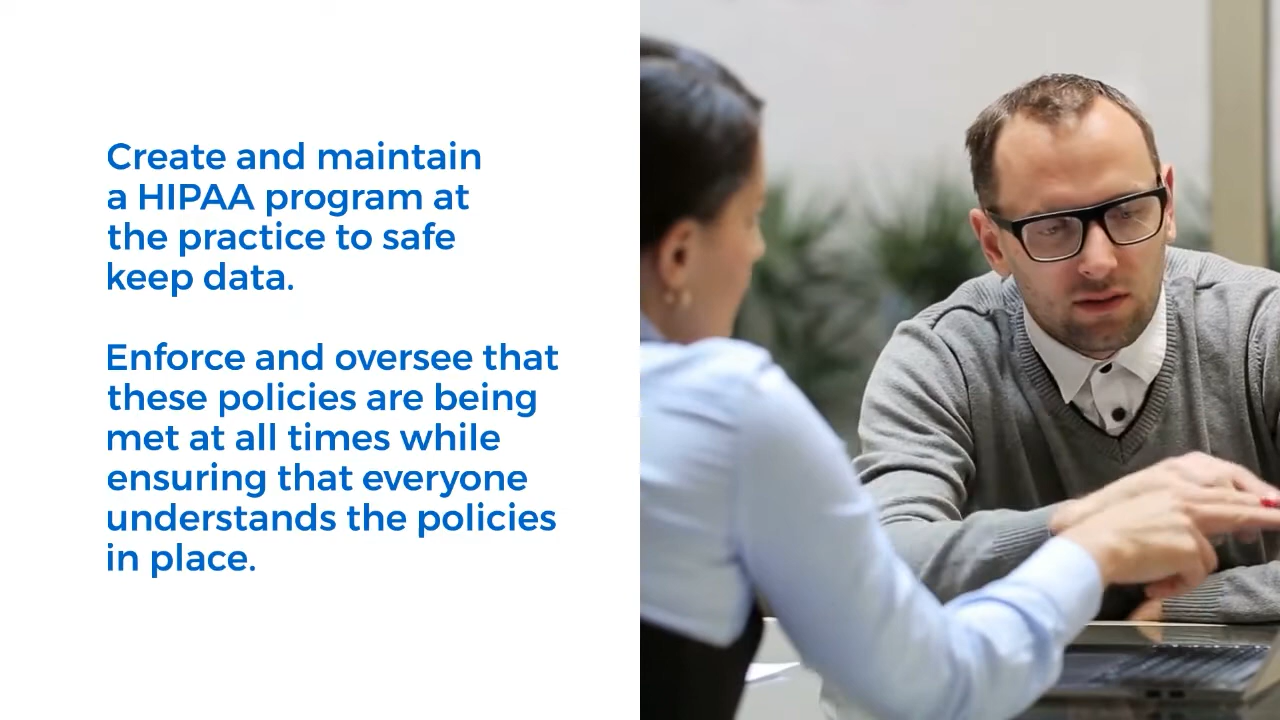 Create and maintain
a HIPAA program at
the practice to safe
keep data.
Enforce and oversee that
these policies are being
met at all times while
ensuring that everyone
understands the policies
in place.